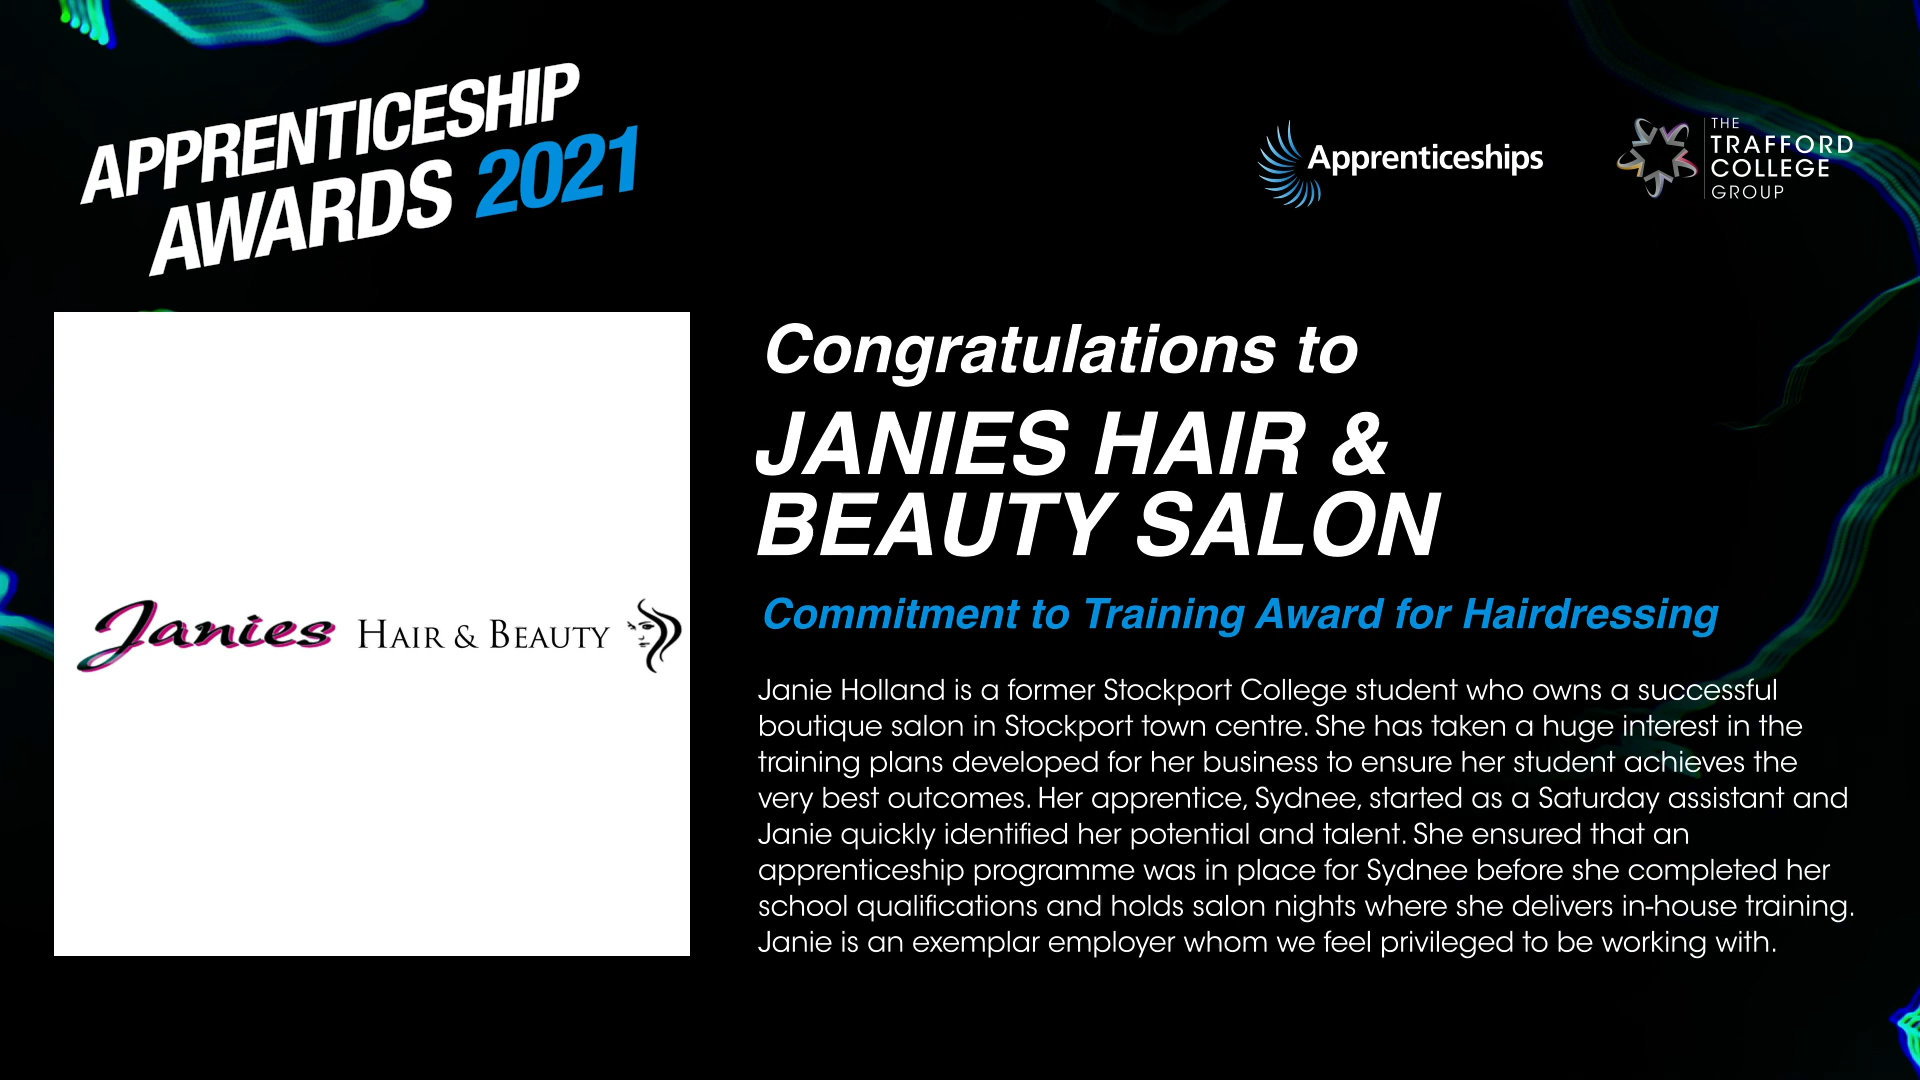 APPRENTICESHIP
AWARDS 2021
Apprenticeships
THE
TRAFFORD
COLLEGE
GROUP
Janies HAIR & BEAUTY
Congratulations to
JANIES HAIR &
BEAUTY SALON
Commitment to Training Award for Hairdressing
Janie Holland is a former Stockport College student who owns a successful
boutique salon in Stockport town centre. She has taken a huge interest in the
training plans developed for her business to ensure her student achieves the
very best outcomes. Her apprentice, Sydnee, started as a Saturday assistant and
Janie quickly identified her potential and talent. She ensured that an
apprenticeship programme was in place for Sydnee before she completed her
school qualifications and holds salon nights where she delivers in-house training.
Janie is an exemplar employer whom we feel privileged to be working with.